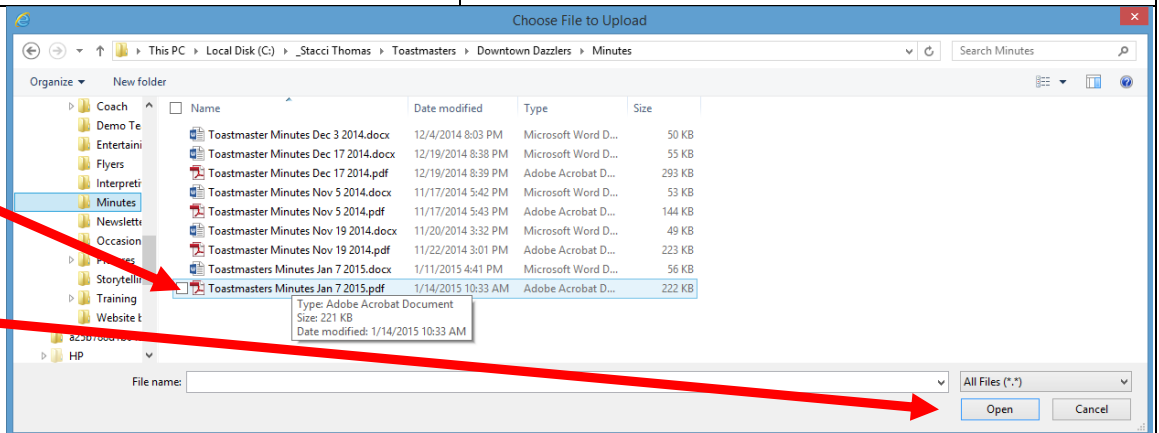 Choose File to Upload
This PC Local Disk (C:) _Stacci Thomas Toastmasters Downtown Dazzlers Minutes Search Minutes
Organize New folder
Coach Name Date modified Type Size
Demo Te
Toastmaster Minutes Dec 3 2014.docx 12/4/2014 8:03 PM Microsoft Word D... 50 KB
Entertaini
Toastmaster Minutes Dec 17 2014.docx 12/19/2014 8:38 PM Microsoft Word D... 55 KB
Flyers
Toastmaster Minutes Dec 17 2014.pdf 12/19/2014 8:39 PM Adobe Acrobat D... 293 KB
Interpreti
Toastmaster Minutes Nov 5 2014.docx 11/17/2014 5:42 PM Microsoft Word D... 53 KB
Minutes
Toastmaster Minutes Nov 5 2014.pdf 11/17/2014 5:43 PM Adobe Acrobat D... 144 KB
Newslette
Toastmaster Minutes Nov 19 2014.docx 11/20/2014 3:32 PM Microsoft Word D... 49 KB
Occasion
Toastmaster Minutes Nov 19 2014.pdf 11/22/2014 3:01 PM Adobe Acrobat D... 223 KB
Toastmasters Minutes Jan 7 2015.docx 1/11/2015 4:41 PM Microsoft Word D... 56 KB
Storytellin
Toastmasters Minutes Jan 7 2015.pdf 1/14/2015 10:33 AM Adobe Acrobat D... 222 KB
Training
Type: Adobe Acrobat Document
Size: 221 KB
Website b
Date modified: 1/14/2015 10:33 AM
HP
File name: All Files (*.*)
Open Cancel